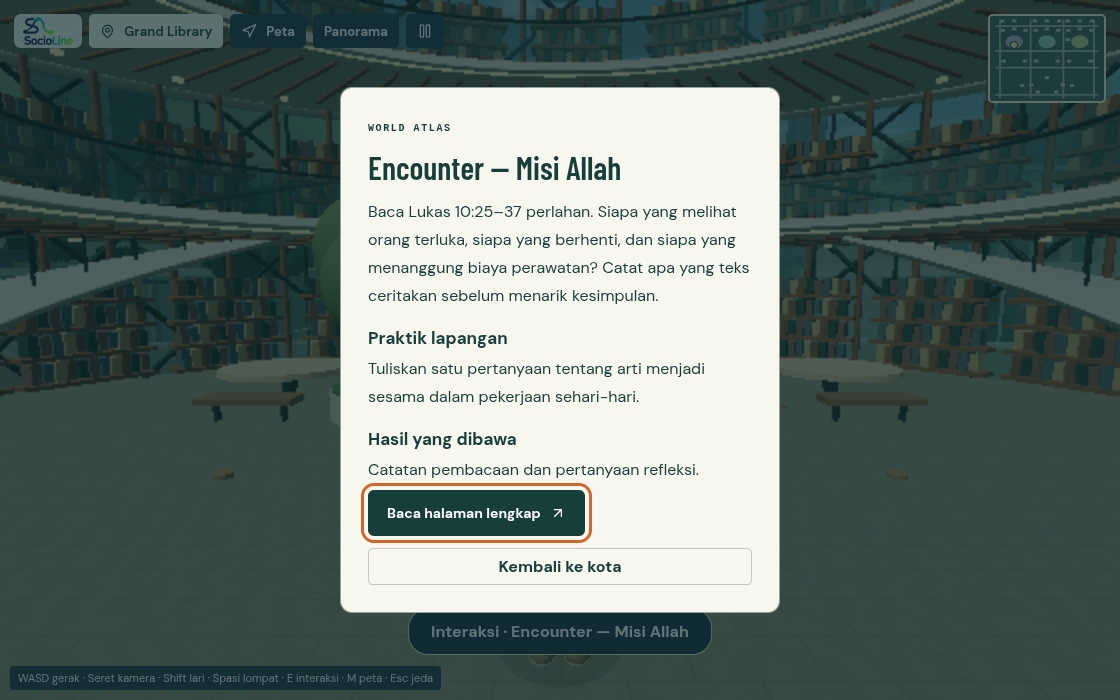 SocioLine
Grand Library
Peta
Panorama
WORLD ATLAS
Encounter — Misi Allah
Baca Lukas 10:25–37 perlahan. Siapa yang melihat
orang terluka, siapa yang berhenti, dan siapa yang
menanggung biaya perawatan? Catat apa yang teks
ceritakan sebelum menarik kesimpulan.
Praktik lapangan
Tuliskan satu pertanyaan tentang arti menjadi
sesama dalam pekerjaan sehari-hari.
Hasil yang dibawa
Catatan pembacaan dan pertanyaan refleksi.
Baca halaman lengkap
Kembali ke kota
Interaksi · Encounter — Misi Allah
WASD gerak · Seret kamera · Shift lari · Spasi lompat · E interaksi · M peta · Esc jeda